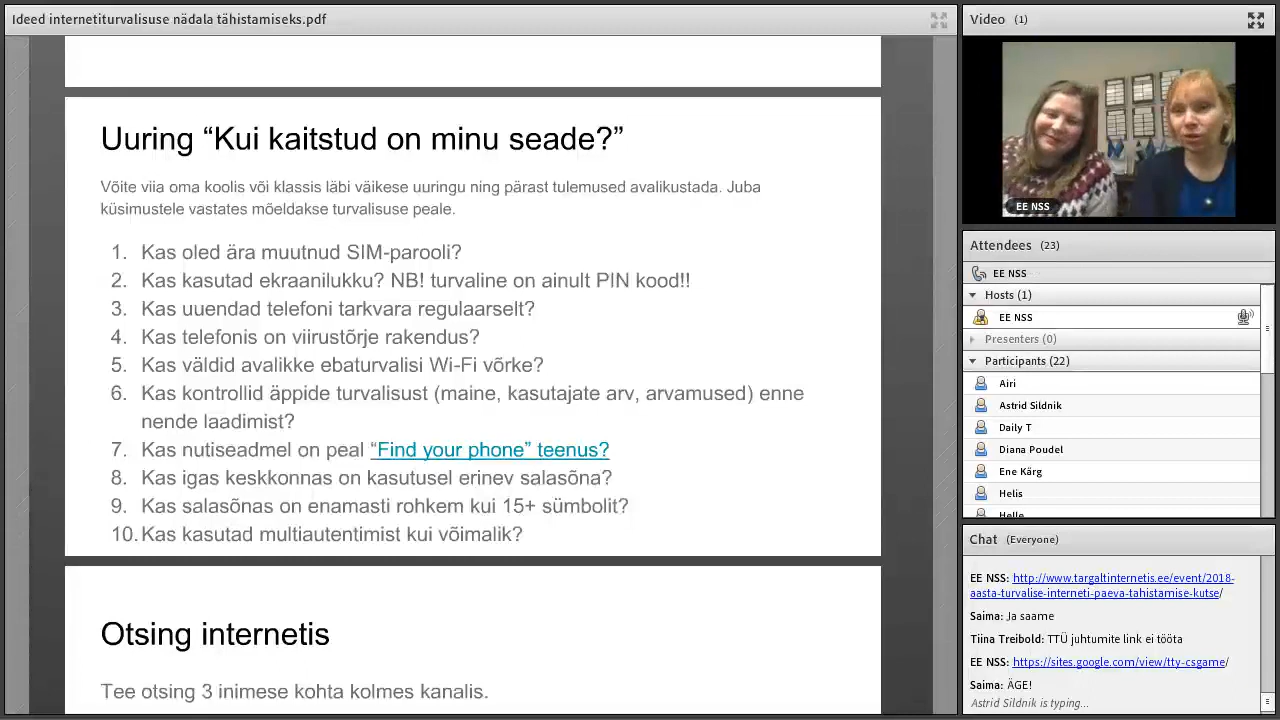 Ideed internetiturvalisuse nädala tähistamiseks.pdf
Uuring “Kui kaitstud on minu seade?”
Võite viia oma koolis või klassis läbi väikese uuringu ning pärast tulemused avalikustada. Juba
küsimustele vastates mõeldakse turvalisuse peale.
1. Kas oled ära muutnud SIM-parooli?
2. Kas kasutad ekraanilukku? NB! turvaline on ainult PIN kood!!
3. Kas uuendad telefoni tarkvara regulaarselt?
4. Kas telefonis on viirustõrje rakendus?
5. Kas väldid avalikke ebaturvalisi Wi-Fi võrke?
6. Kas kontrollid äppide turvalisust (maine, kasutajate arv, arvamused) enne
nende laadimist?
7. Kas nutiseadmel on peal “Find your phone” teenus?
8. Kas igas keskkonnas on kasutusel erinev salasõna?
9. Kas salasõnas on enamasti rohkem kui 15+ sümbolit?
10. Kas kasutad multiautentimist kui võimalik?
Otsing internetis
Tee otsing 3 inimese kohta kolmes kanalis.
Video (1)
EE NSS
Attendees (23)
EE NSS
Hosts (1)
EE NSS
Presenters (0)
Participants (22)
Airi
Astrid Sildnik
Daily T
Diana Poudel
Ene Kärg
Helis
Helle
Chat (Everyone)
EE NSS: http://www.targaltinternetis.ee/event/2018-
aasta-turvalise-interneti-paeva-tahistamise-kutse/
Saima: Ja saame
Tiina Treibold: TTÜ juhtumite link ei tööta
EE NSS: https://sites.google.com/view/tty-csgame/
Saima: ÄGE!
Astrid Sildnik is typing...